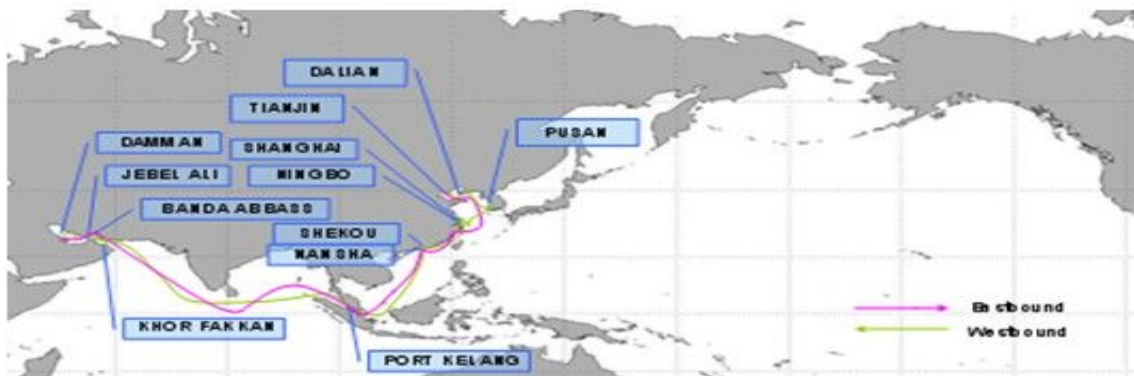 DALIAN
TIANJIN
PUSAN
DAMMAN
SHANGHAI
JEBEL ALI
NINGBO
BANDA ABBASS
SHEKOU
NANSHA
KHOR FAKKAN
PORT KELANG
Eastbound
Westbound